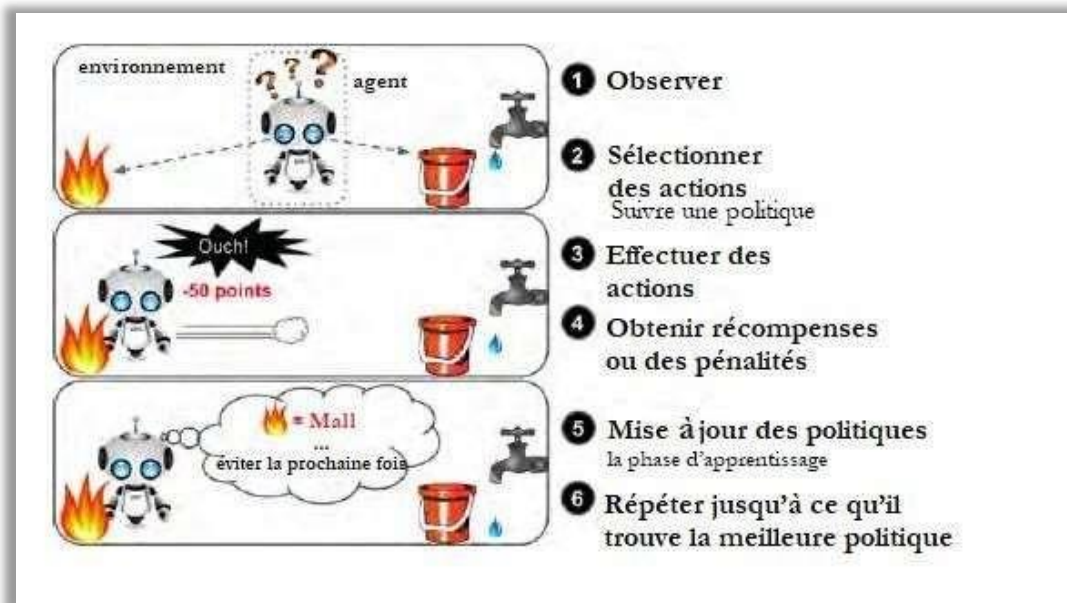 environnement
agent
? ? ?
1 Observer
2 Sélectionner
des actions
Suivre une politique
Ouch!
-50 points
3 Effectuer des
actions
4 Obtenir récompenses
ou des pénalités
= Mall
...
éviter la prochaine fois
5 Mise à jour des politiques
la phase d'apprentissage
6 Répéter jusqu'à ce qu'il
trouve la meilleure politique